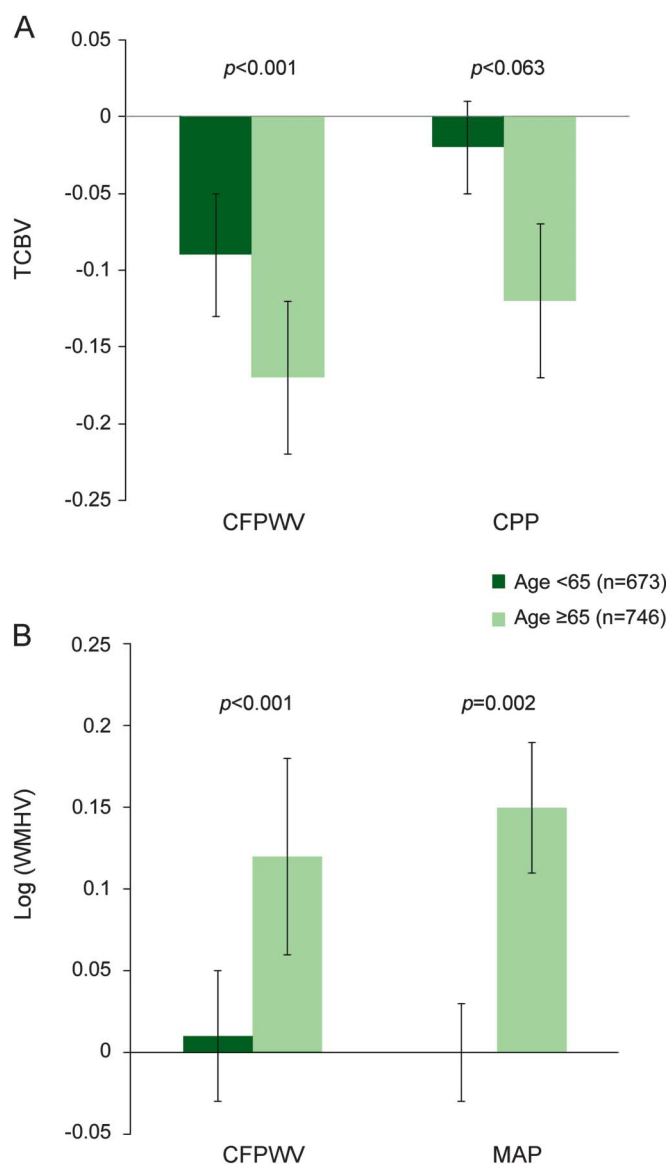 A
0.05
p<0.001 p<0.063
0
-0.05
-0.1
-0.15
-0.2
-0.25
TCBV
CFPWV CPP
Age <65 (n=673)
Age ≥65 (n=746)
B
0.25
0.2
p<0.001 p=0.002
0.15
0.1
0.05
0
-0.05
Log (WMHV)
CFPWV MAP